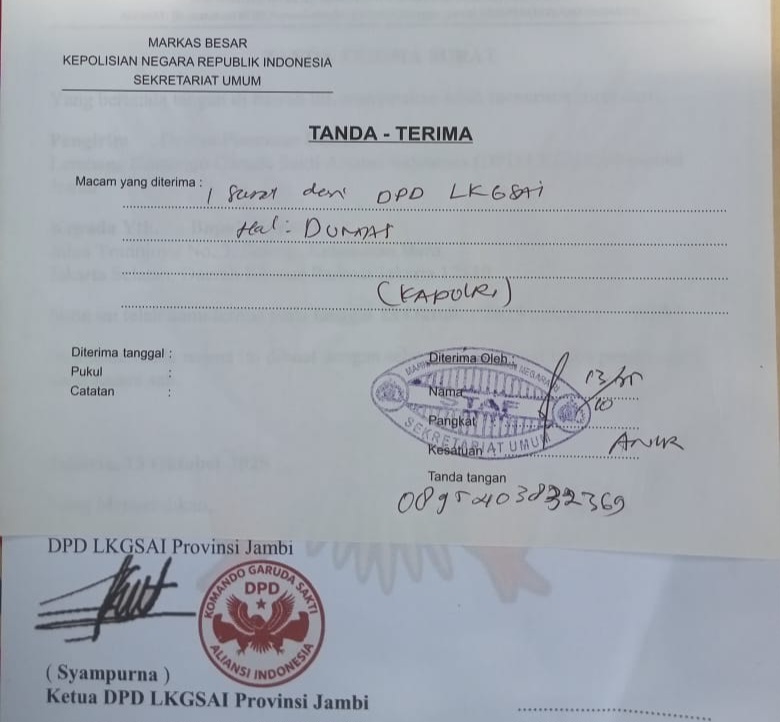 MARKAS BESAR
KEPOLISIAN NEGARA REPUBLIK INDONESIA
SEKRETARIAT UMUM
TANDA - TERIMA
Macam yang diterima : 1 Surat dari DPD LKGSAI
Hal: DUMAS
(KAPOLRI)
Diterima tanggal :
Pukul :
Catatan :
Diterima Oleh :
Nama
Pangkat
Kesatuan
Tanda tangan
STAF
SEKRETARIAT UMUM
DPD LKGSAI Provinsi Jambi
KOMANDO GARUDA SAKTI
DPD
ALIANSI INDONESIA
( Syampurna )
Ketua DPD LKGSAI Provinsi Jambi